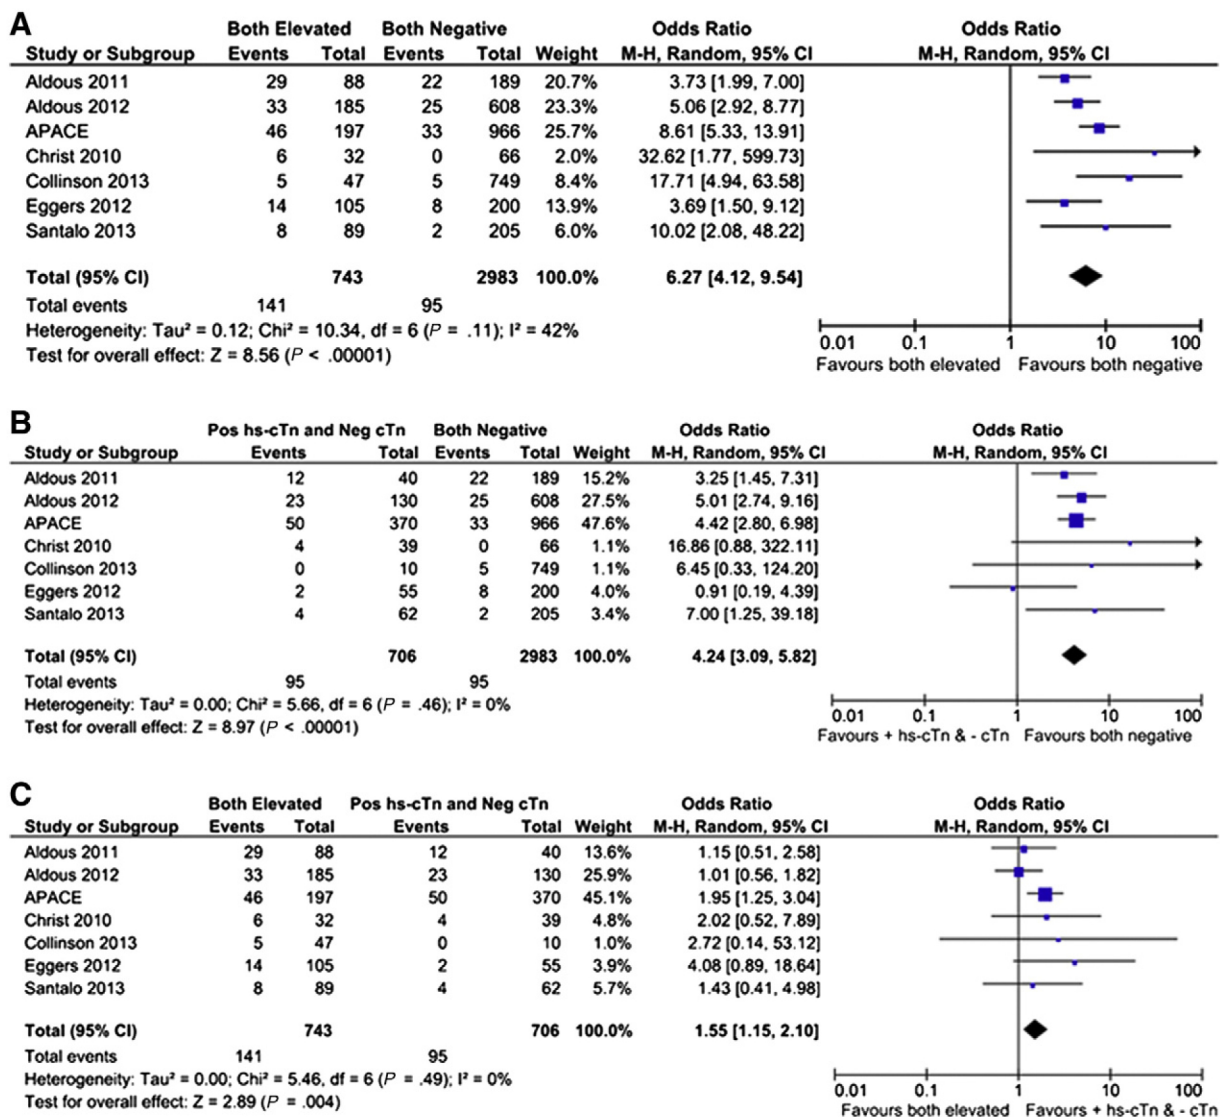 A
Both Elevated Both Negative Odds Ratio Odds Ratio
Study or Subgroup Events Total Events Total Weight M-H, Random, 95% CI M-H, Random, 95% CI
Aldous 2011 29 88 22 189 20.7% 3.73 [1.99, 7.00]
Aldous 2012 33 185 25 608 23.3% 5.06 [2.92, 8.77]
APACE 46 197 33 966 25.7% 8.61 [5.33, 13.91]
Christ 2010 6 32 0 66 2.0% 32.62 [1.77, 599.73]
Collinson 2013 5 47 5 749 8.4% 17.71 [4.94, 63.58]
Eggers 2012 14 105 8 200 13.9% 3.69 [1.50, 9.12]
Santalo 2013 8 89 2 205 6.0% 10.02 [2.08, 48.22]
Total (95% CI) 743 2983 100.0% 6.27 [4.12, 9.54]
Total events 141 95
Heterogeneity: Tau² = 0.12; Chi² = 10.34, df = 6 (P = .11); I² = 42%
Test for overall effect: Z = 8.56 (P < .00001)
0.01 0.1 1 10 100
Favours both elevated Favours both negative
B
Pos hs-cTn and Neg cTn Both Negative Odds Ratio Odds Ratio
Study or Subgroup Events Total Events Total Weight M-H, Random, 95% CI M-H, Random, 95% CI
Aldous 2011 12 40 22 189 15.2% 3.25 [1.45, 7.31]
Aldous 2012 23 130 25 608 27.5% 5.01 [2.74, 9.16]
APACE 50 370 33 966 47.6% 4.42 [2.80, 6.98]
Christ 2010 4 39 0 66 1.1% 16.86 [0.88, 322.11]
Collinson 2013 0 10 5 749 1.1% 6.45 [0.33, 124.20]
Eggers 2012 2 55 8 200 4.0% 0.91 [0.19, 4.39]
Santalo 2013 4 62 2 205 3.4% 7.00 [1.25, 39.18]
Total (95% CI) 706 2983 100.0% 4.24 [3.09, 5.82]
Total events 95 95
Heterogeneity: Tau² = 0.00; Chi² = 5.66, df = 6 (P = .46); I² = 0%
Test for overall effect: Z = 8.97 (P < .00001)
0.01 0.1 1 10 100
Favours + hs-cTn & - cTn Favours both negative
C
Both Elevated Pos hs-cTn and Neg cTn Odds Ratio Odds Ratio
Study or Subgroup Events Total Events Total Weight M-H, Random, 95% CI M-H, Random, 95% CI
Aldous 2011 29 88 12 40 13.6% 1.15 [0.51, 2.58]
Aldous 2012 33 185 23 130 25.9% 1.01 [0.56, 1.82]
APACE 46 197 50 370 45.1% 1.95 [1.25, 3.04]
Christ 2010 6 32 4 39 4.8% 2.02 [0.52, 7.89]
Collinson 2013 5 47 0 10 1.0% 2.72 [0.14, 53.12]
Eggers 2012 14 105 2 55 3.9% 4.08 [0.89, 18.64]
Santalo 2013 8 89 4 62 5.7% 1.43 [0.41, 4.98]
Total (95% CI) 743 706 100.0% 1.55 [1.15, 2.10]
Total events 141 95
Heterogeneity: Tau² = 0.00; Chi² = 5.46, df = 6 (P = .49); I² = 0%
Test for overall effect: Z = 2.89 (P = .004)
0.01 0.1 1 10 100
Favours both elevated Favours + hs-cTn & - cTn